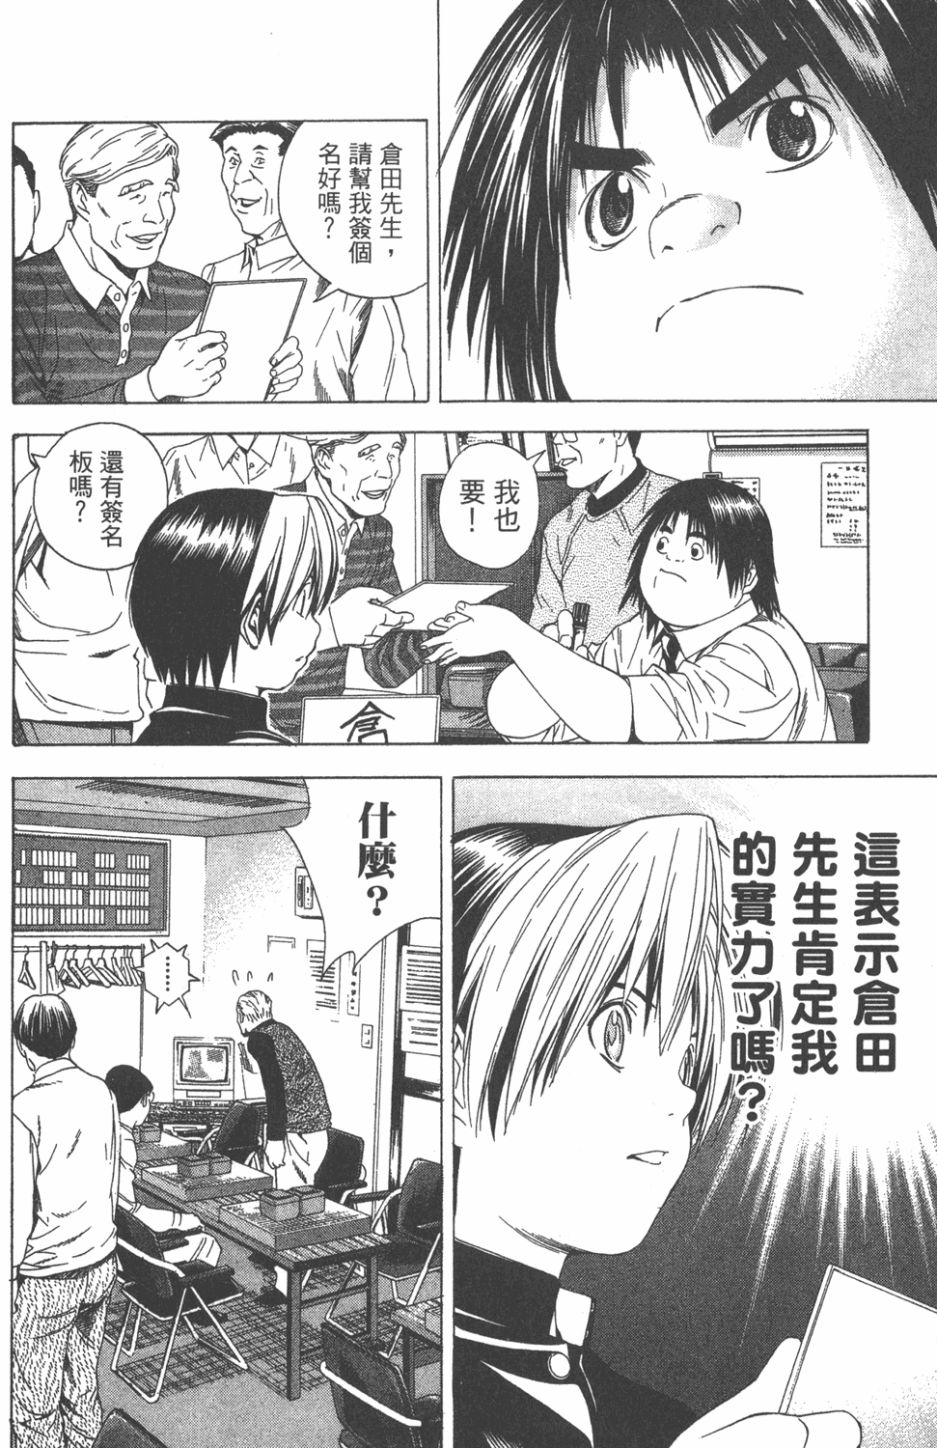 倉田先生，
請幫我簽個
名好嗎？
我也
要！
還有簽名
板嗎？
倉
這表示倉田
先生肯定我
的實力了嗎？
什麼？
……